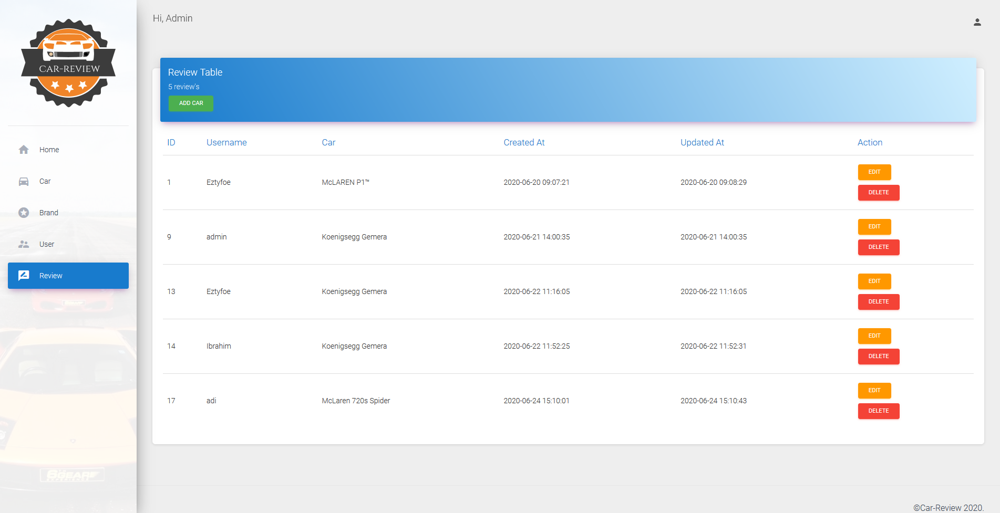 CAR-REVIEW
Home
Car
Brand
User
Review
6GEAR
EXPERIENCE
Hi, Admin
Review Table
5 review's
ADD CAR
ID Username Car Created At Updated At Action
1 Eztyfoe McLAREN P1™ 2020-06-20 09:07:21 2020-06-20 09:08:29 EDIT
DELETE
9 admin Koenigsegg Gemera 2020-06-21 14:00:35 2020-06-21 14:00:35 EDIT
DELETE
13 Eztyfoe Koenigsegg Gemera 2020-06-22 11:16:05 2020-06-22 11:16:05 EDIT
DELETE
14 Ibrahim Koenigsegg Gemera 2020-06-22 11:52:25 2020-06-22 11:52:31 EDIT
DELETE
17 adi McLaren 720s Spider 2020-06-24 15:10:01 2020-06-24 15:10:43 EDIT
DELETE
©Car-Review 2020.